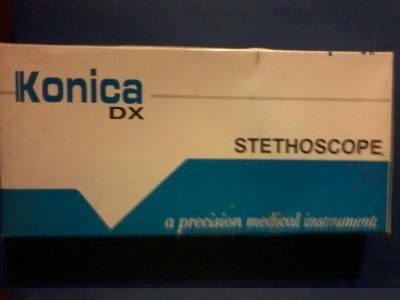 Konica
DX
STETHOSCOPE
a precision medical instrument